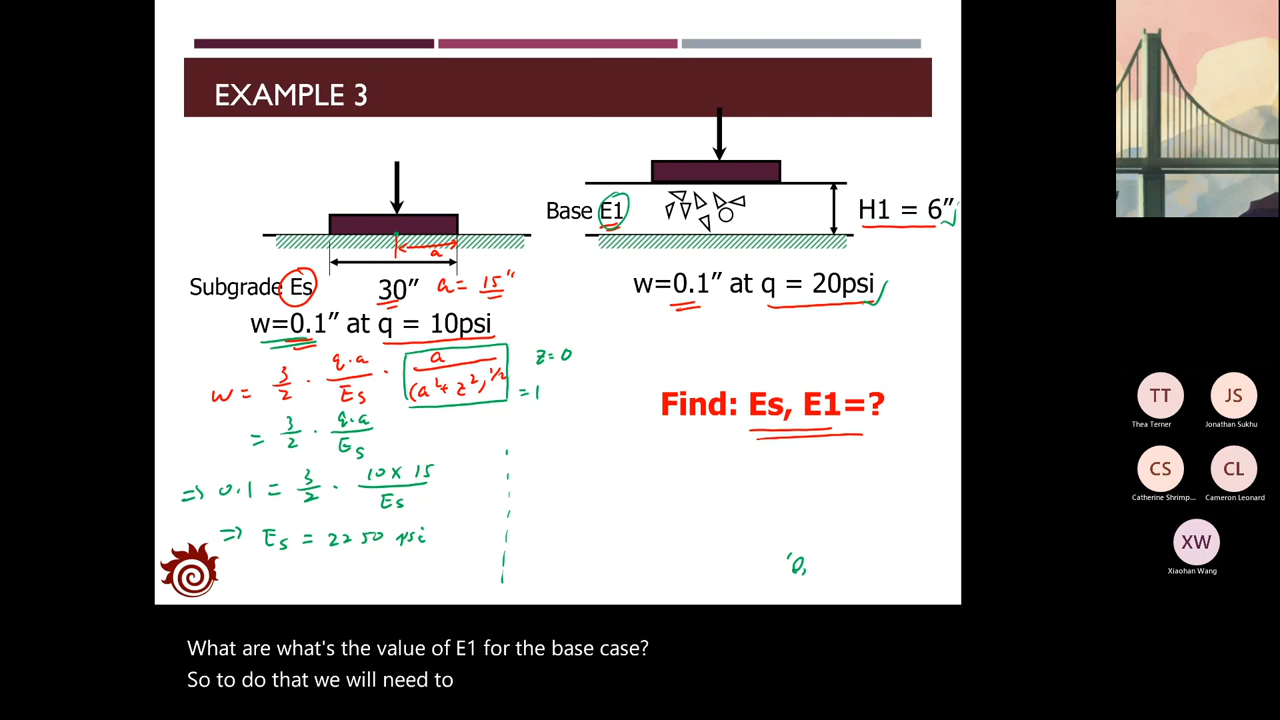 EXAMPLE 3
Subgrade Es
30”
a = 15"
a
w=0.1” at q = 10psi
w = 3/2 · q·a/Es · a/(a²+z²)^1/2
z=0
=1
= 3/2 · q·a/Es
=> 0.1 = 3/2 · 10×15/Es
=> Es = 2250 psi
Base E1
H1 = 6”
w=0.1” at q = 20psi
Find: Es, E1=?
What are what's the value of E1 for the base case?
So to do that we will need to
TT
Thea Terner
JS
Jonathan Sukhu
CS
Catherine Shrimp...
CL
Cameron Leonard
XW
Xiaohan Wang